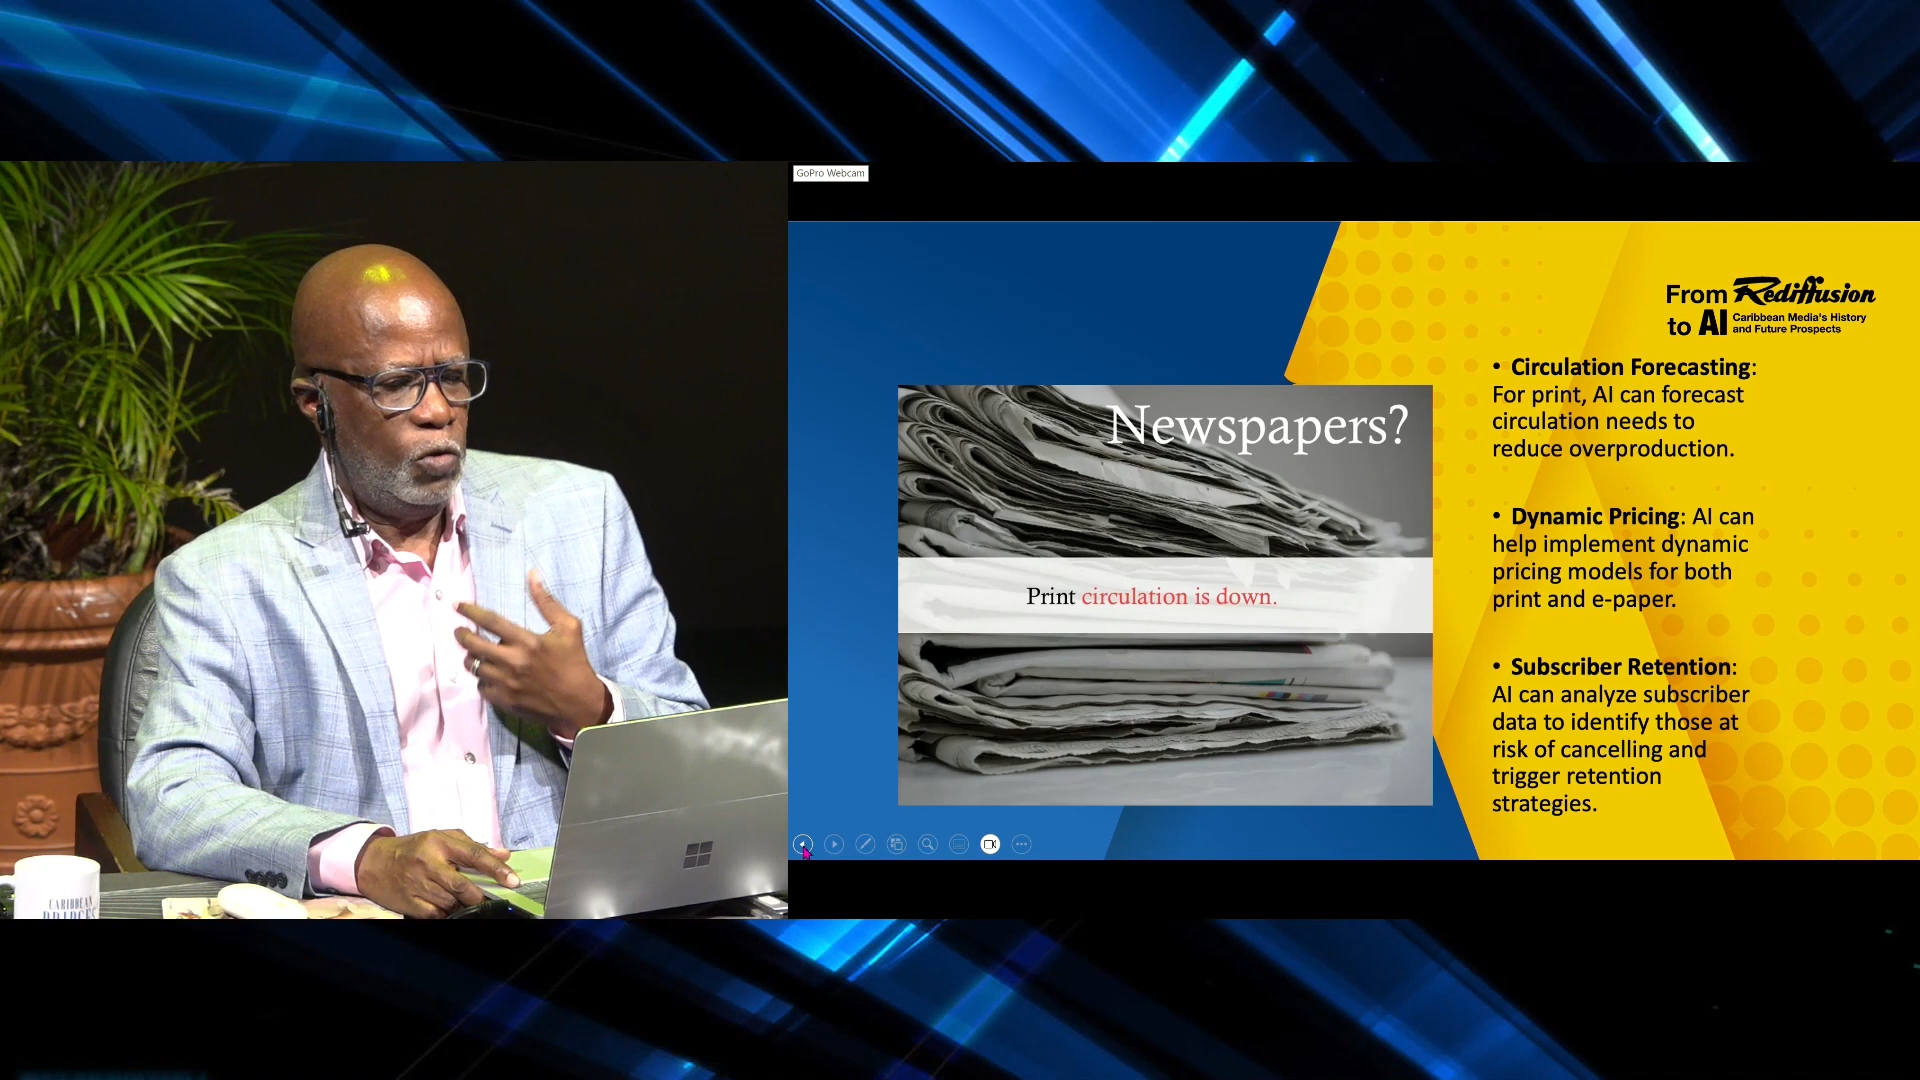 GoPro Webcam
From Rediffusion
to AI Caribbean Media's History
and Future Prospects
Newspapers?
Print circulation is down.
• Circulation Forecasting:
For print, AI can forecast
circulation needs to
reduce overproduction.
• Dynamic Pricing: AI can
help implement dynamic
pricing models for both
print and e-paper.
• Subscriber Retention:
AI can analyze subscriber
data to identify those at
risk of cancelling and
trigger retention
strategies.
CARIBBEAN
BRIDGES